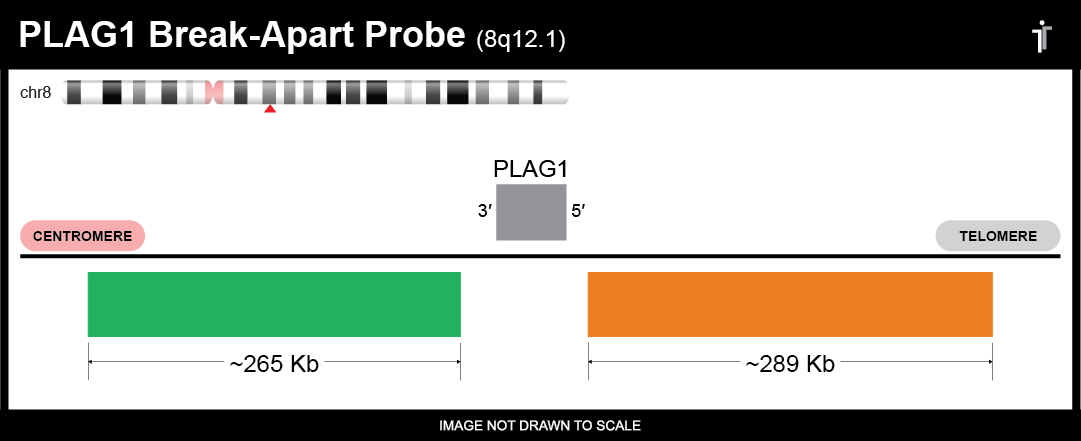 PLAG1 Break-Apart Probe (8q12.1)
chr8
PLAG1
3′ 5′
CENTROMERE TELOMERE
~265 Kb ~289 Kb
IMAGE NOT DRAWN TO SCALE